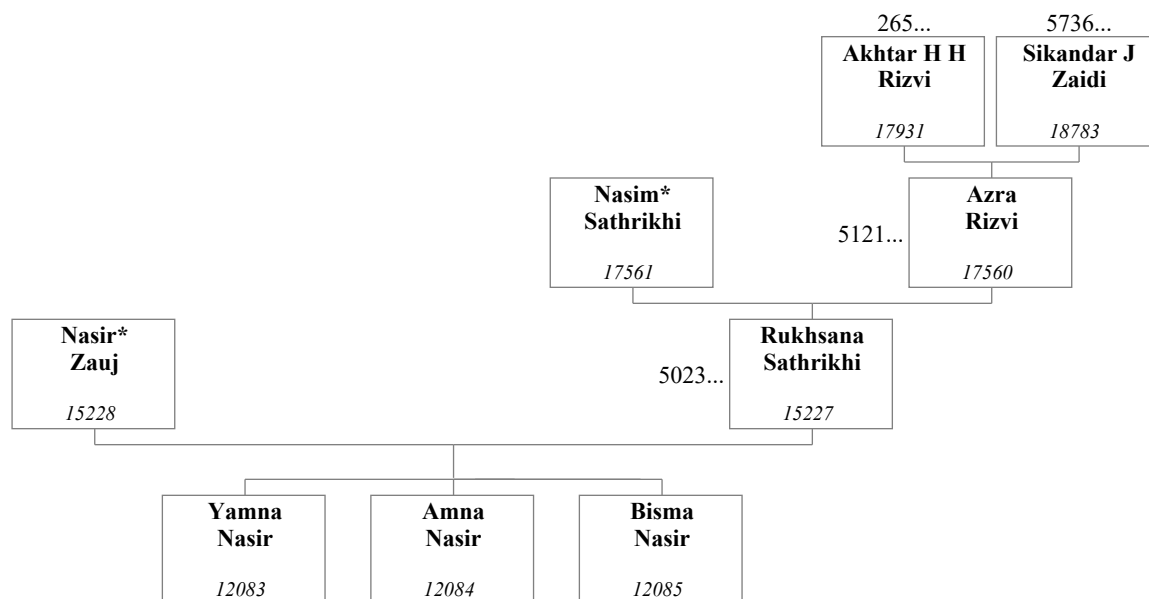 265...
5736...
Akhtar H H
Rizvi
17931
Sikandar J
Zaidi
18783
Nasim*
Sathrikhi
17561
5121...
Azra
Rizvi
17560
Nasir*
Zauj
15228
5023...
Rukhsana
Sathrikhi
15227
Yamna
Nasir
12083
Amna
Nasir
12084
Bisma
Nasir
12085